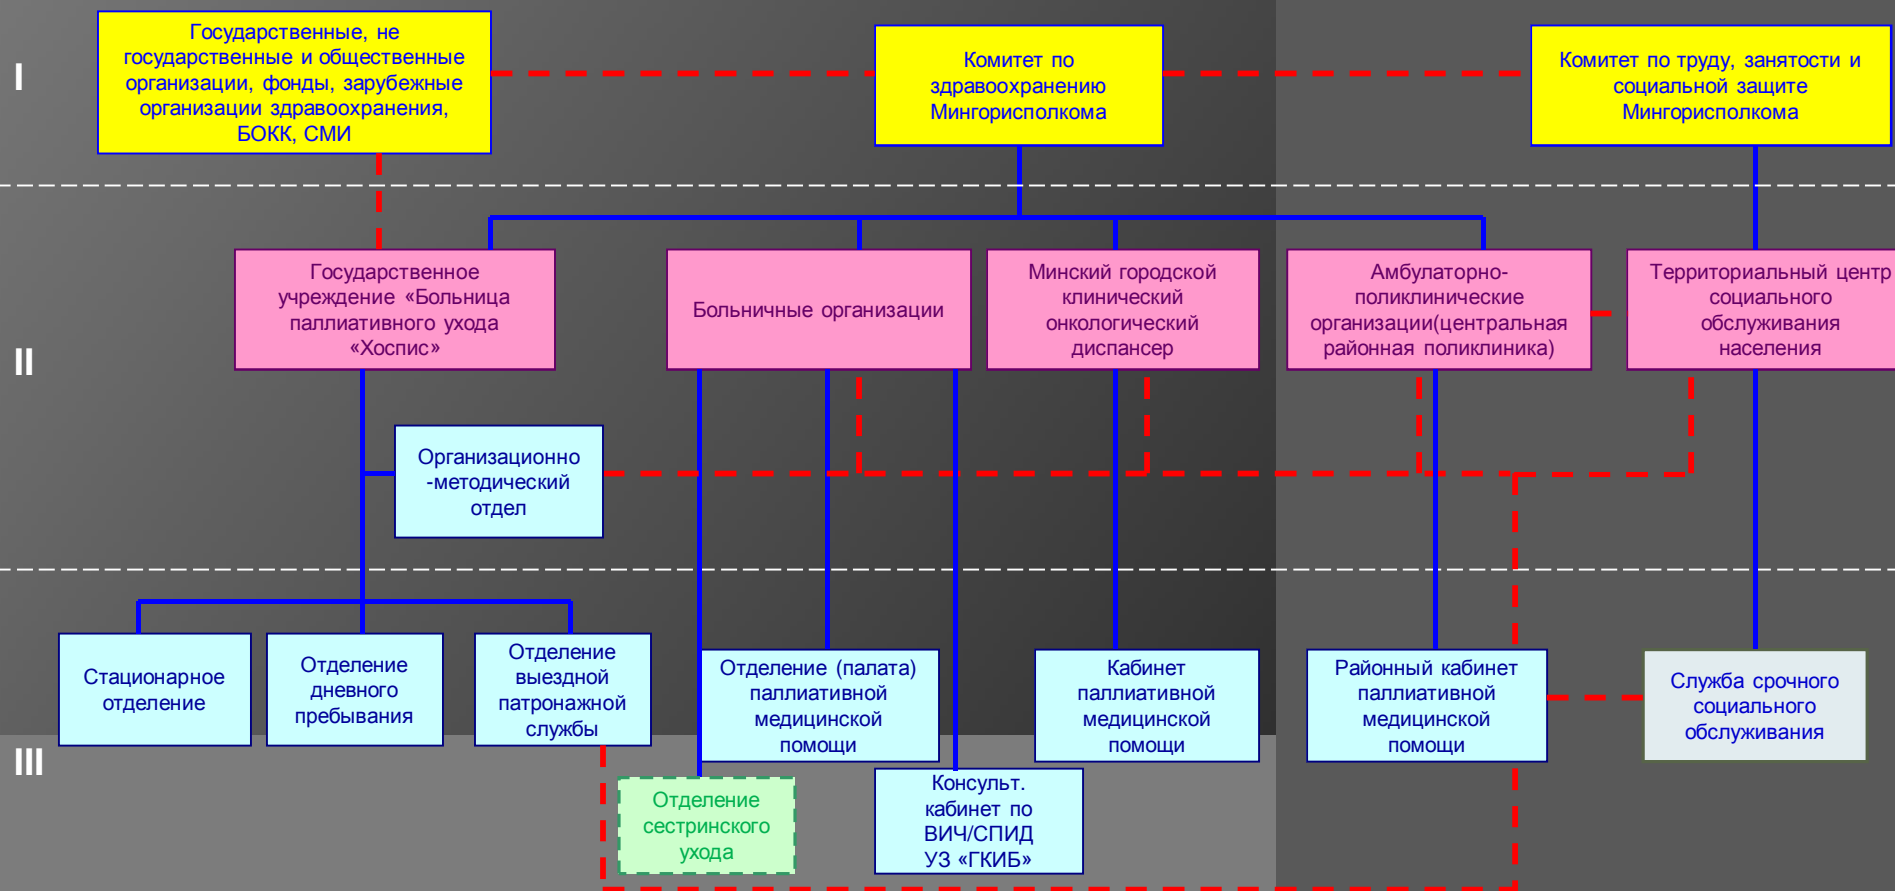 I
Государственные, не
государственные и общественные
организации, фонды, зарубежные
организации здравоохранения,
БОКК, СМИ
Комитет по
здравоохранению
Мингорисполкома
Комитет по труду, занятости и
социальной защите
Мингорисполкома
II
Государственное
учреждение «Больница
паллиативного ухода
«Хоспис»
Больничные организации
Минский городской
клинический
онкологический
диспансер
Амбулаторно-
поликлинические
организации(центральная
районная поликлиника)
Территориальный центр
социального
обслуживания
населения
Организационно
-методический
отдел
III
Стационарное
отделение
Отделение
дневного
пребывания
Отделение
выездной
патронажной
службы
Отделение (палата)
паллиативной
медицинской
помощи
Кабинет
паллиативной
медицинской
помощи
Районный кабинет
паллиативной
медицинской
помощи
Служба срочного
социального
обслуживания
Отделение
сестринского
ухода
Консульт.
кабинет по
ВИЧ/СПИД
УЗ «ГКИБ»